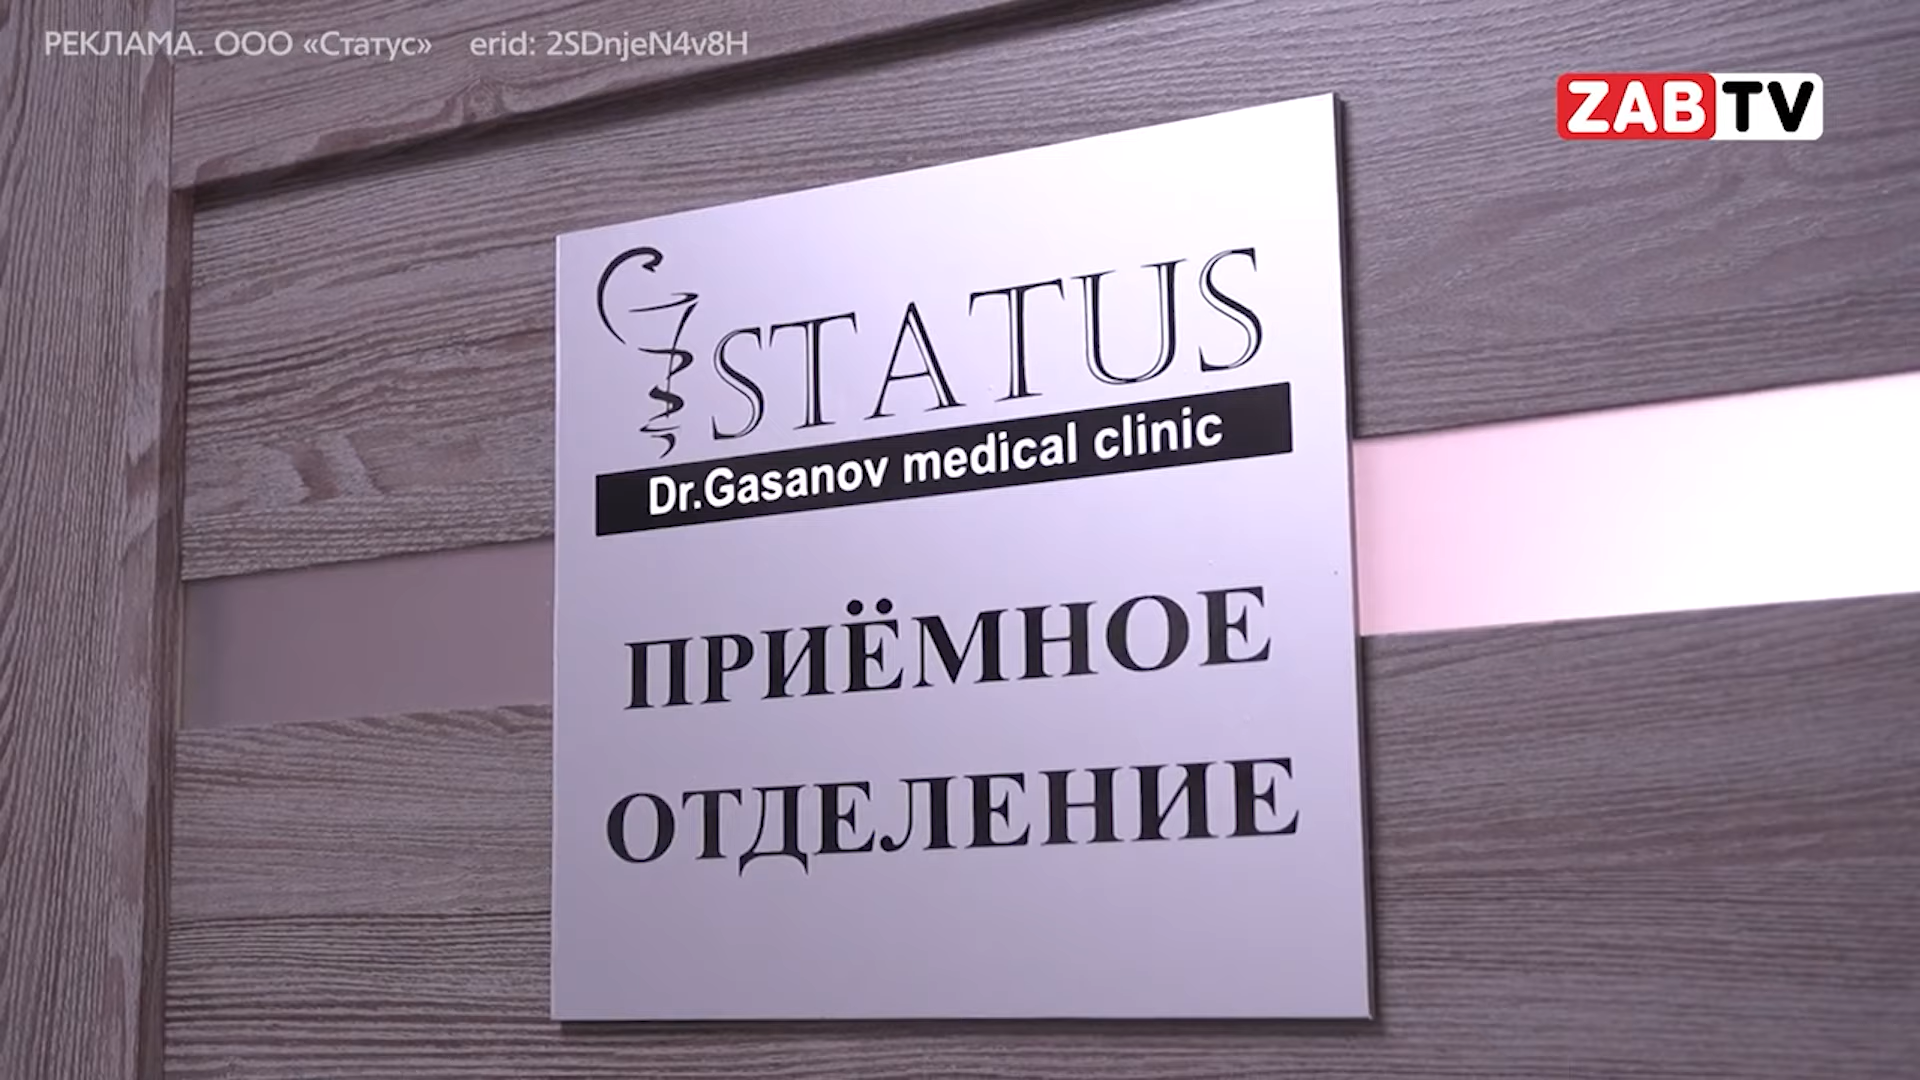 РЕКЛАМА. ООО «Статус» erid: 2SDnjeN4v8H
ZABTV
STATUS
Dr.Gasanov medical clinic
ПРИЁМНОЕ
ОТДЕЛЕНИЕ